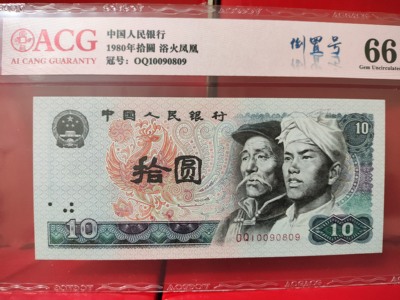 ACG
AI CANG GUARANTY
中国人民银行
1980年拾圆 浴火凤凰
冠号: OQI0090809
倒置号
66
Gem Uncirculated
中国人民银行
10
拾圆
10
10
OQI0090809